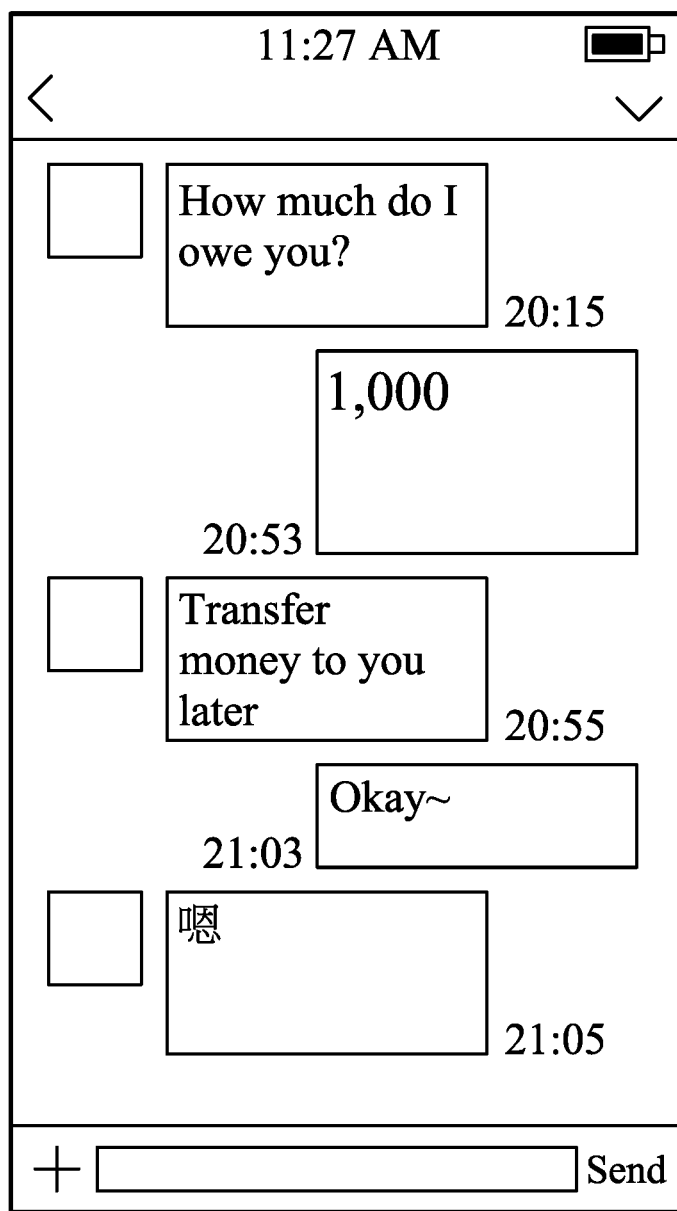 11:27 AM
How much do I
owe you?
20:15
1,000
20:53
Transfer
money to you
later
20:55
Okay~
21:03
嗯
21:05
Send